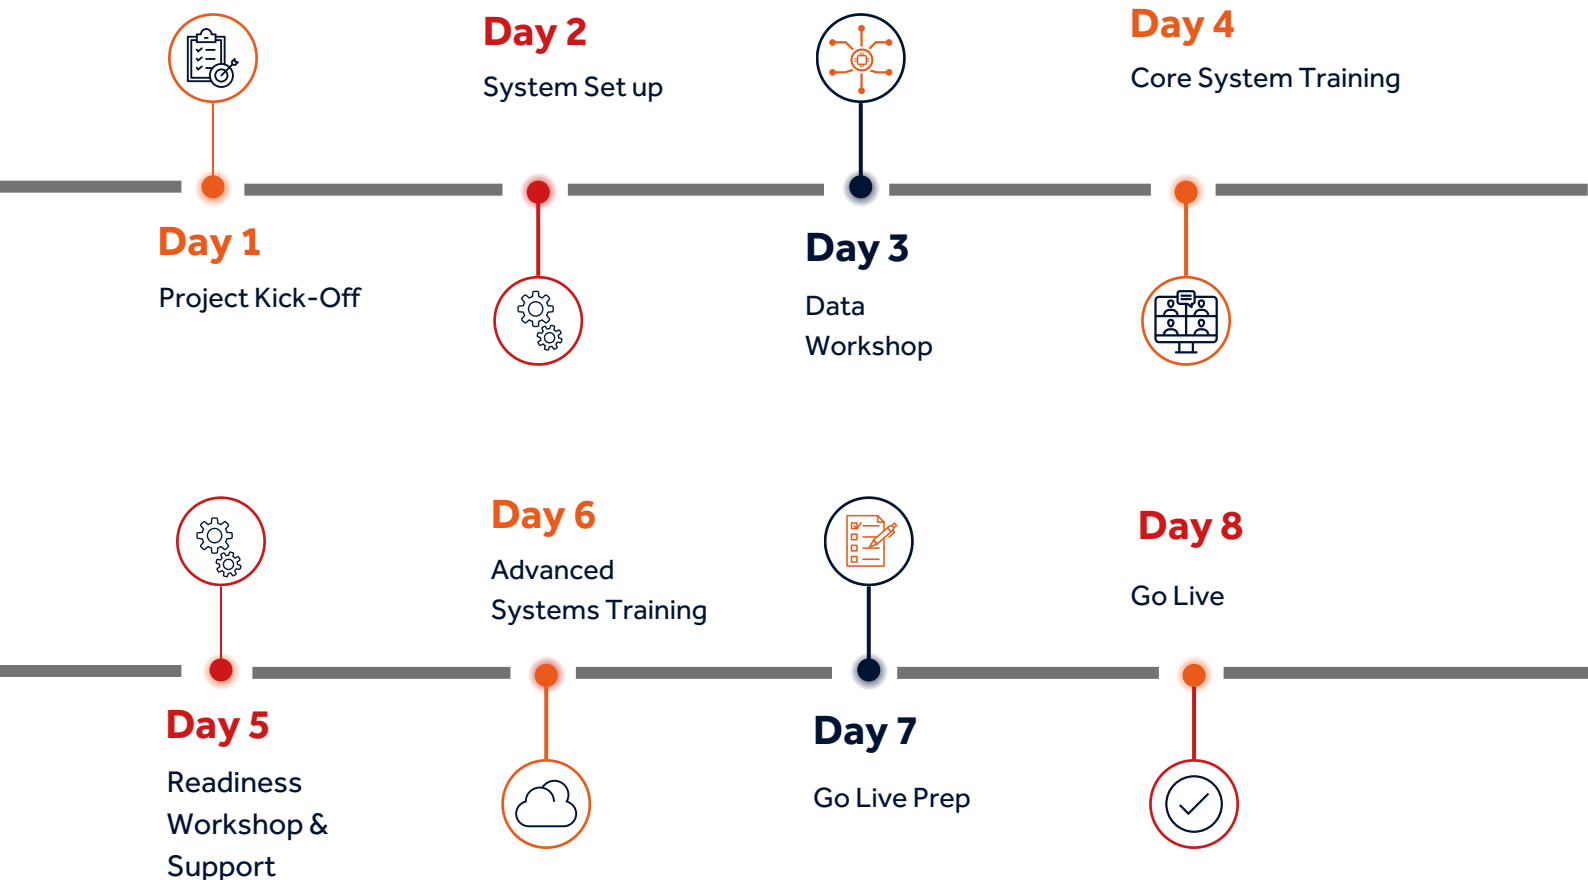 Day 1
Project Kick-Off
Day 2
System Set up
Day 3
Data
Workshop
Day 4
Core System Training
Day 5
Readiness
Workshop &
Support
Day 6
Advanced
Systems Training
Day 7
Go Live Prep
Day 8
Go Live